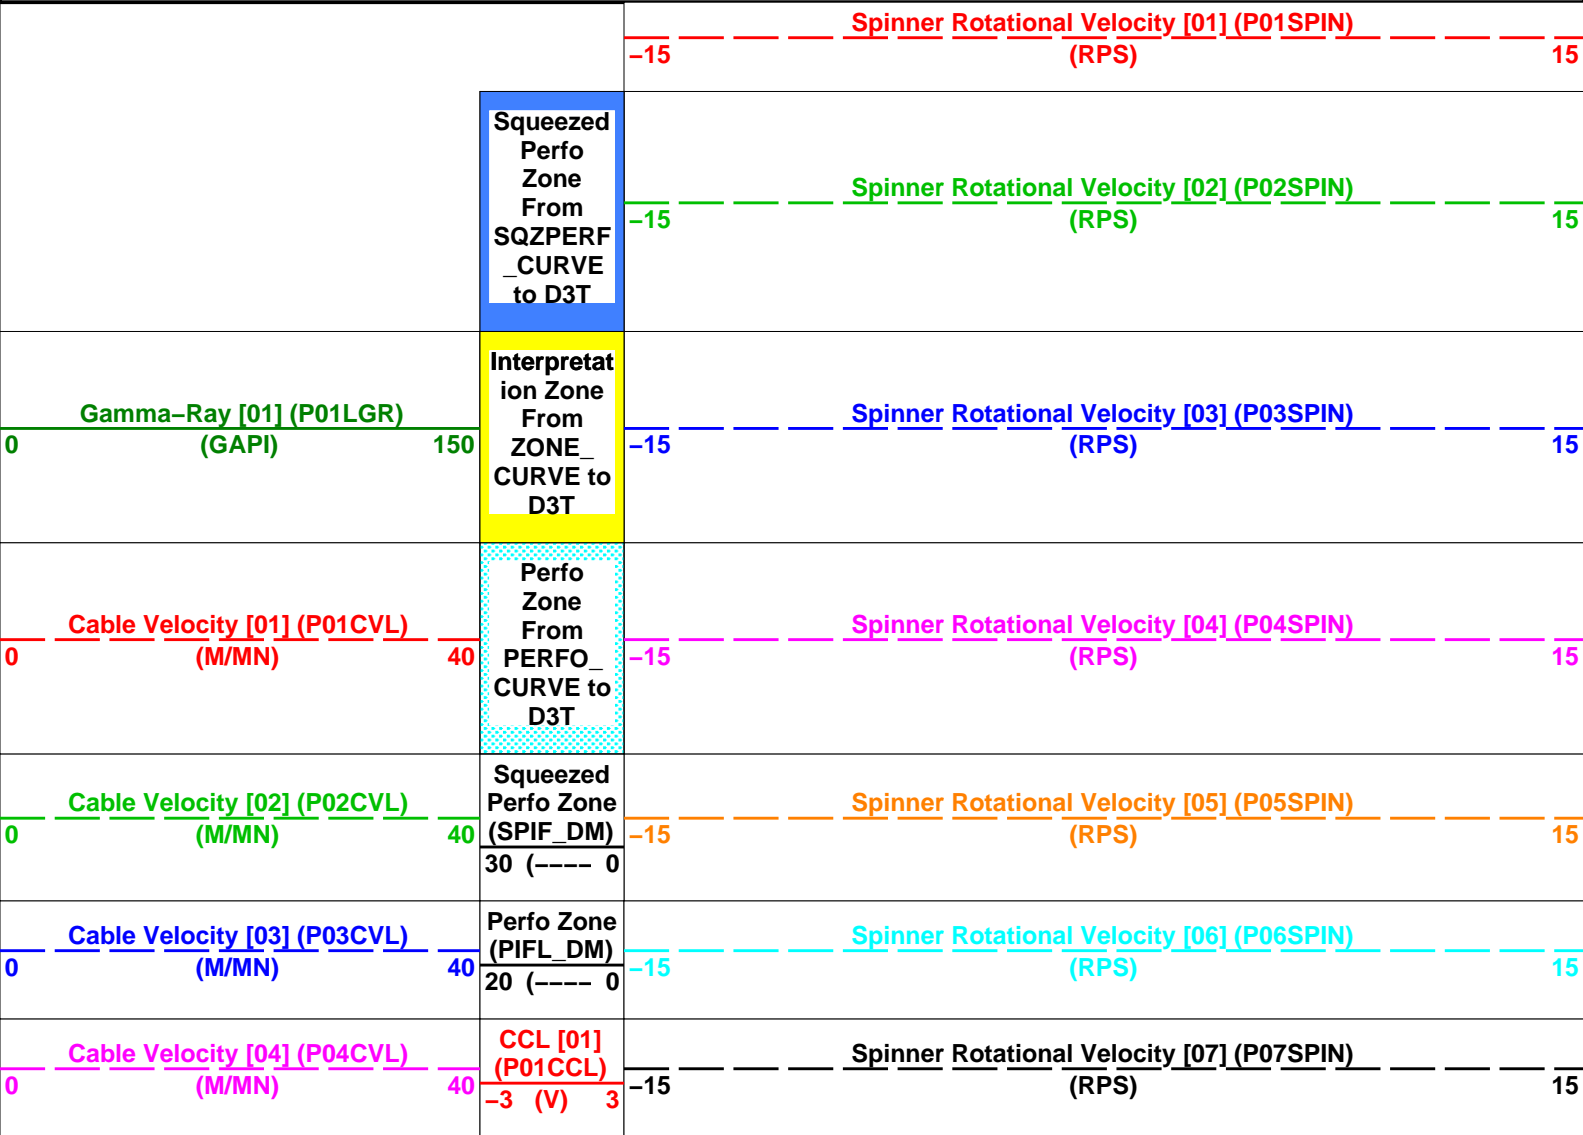 Spinner Rotational Velocity [01] (P01SPIN)
−15 (RPS) 15
Squeezed
Perfo
Zone
From
SQZPERF
_CURVE
to D3T
Spinner Rotational Velocity [02] (P02SPIN)
−15 (RPS) 15
Gamma−Ray [01] (P01LGR)
0 (GAPI) 150
Interpretat
ion Zone
From
ZONE_
CURVE to
D3T
Spinner Rotational Velocity [03] (P03SPIN)
−15 (RPS) 15
Cable Velocity [01] (P01CVL)
0 (M/MN) 40
Perfo
Zone
From
PERFO_
CURVE to
D3T
Spinner Rotational Velocity [04] (P04SPIN)
−15 (RPS) 15
Cable Velocity [02] (P02CVL)
0 (M/MN) 40
Squeezed
Perfo Zone
(SPIF_DM)
30 (−−−− 0
Spinner Rotational Velocity [05] (P05SPIN)
−15 (RPS) 15
Cable Velocity [03] (P03CVL)
0 (M/MN) 40
Perfo Zone
(PIFL_DM)
20 (−−−− 0
Spinner Rotational Velocity [06] (P06SPIN)
−15 (RPS) 15
Cable Velocity [04] (P04CVL)
0 (M/MN) 40
CCL [01]
(P01CCL)
−3 (V) 3
Spinner Rotational Velocity [07] (P07SPIN)
−15 (RPS) 15